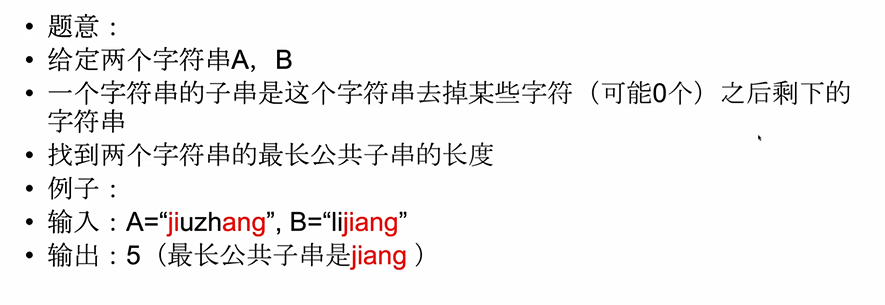 • 题意：
• 给定两个字符串A，B
• 一个字符串的子串是这个字符串去掉某些字符（可能0个）之后剩下的
字符串
• 找到两个字符串的最长公共子串的长度
• 例子：
• 输入：A=“jiuzhang”, B=“lijiang”
• 输出：5（最长公共子串是jiang ）